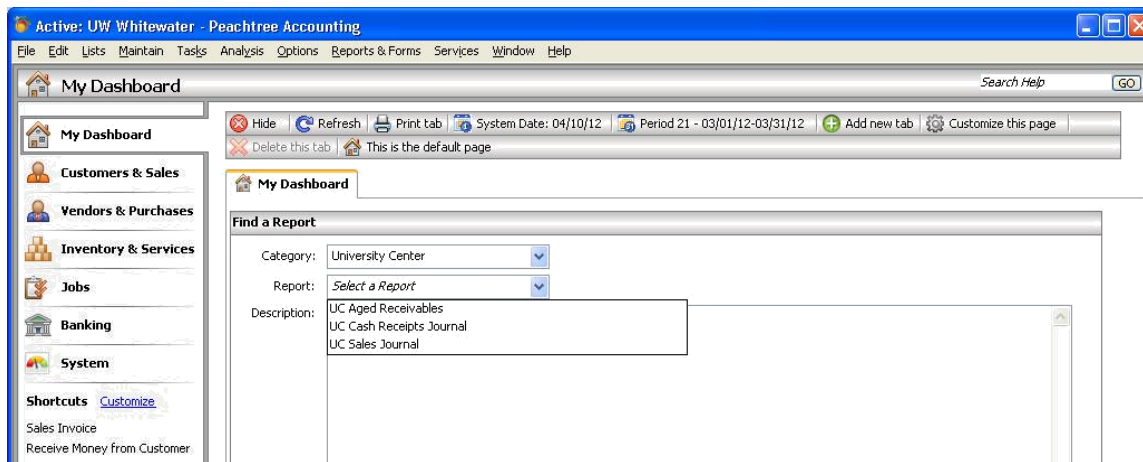 Active: UW Whitewater - Peachtree Accounting
File Edit Lists Maintain Tasks Analysis Options Reports & Forms Services Window Help
My Dashboard
Search Help GO
My Dashboard
Customers & Sales
Vendors & Purchases
Inventory & Services
Jobs
Banking
System
Shortcuts Customize
Sales Invoice
Receive Money from Customer
Hide Refresh Print tab System Date: 04/10/12 Period 21 - 03/01/12-03/31/12 Add new tab Customize this page
Delete this tab This is the default page
My Dashboard
Find a Report
Category: University Center
Report: Select a Report
Description:
UC Aged Receivables
UC Cash Receipts Journal
UC Sales Journal